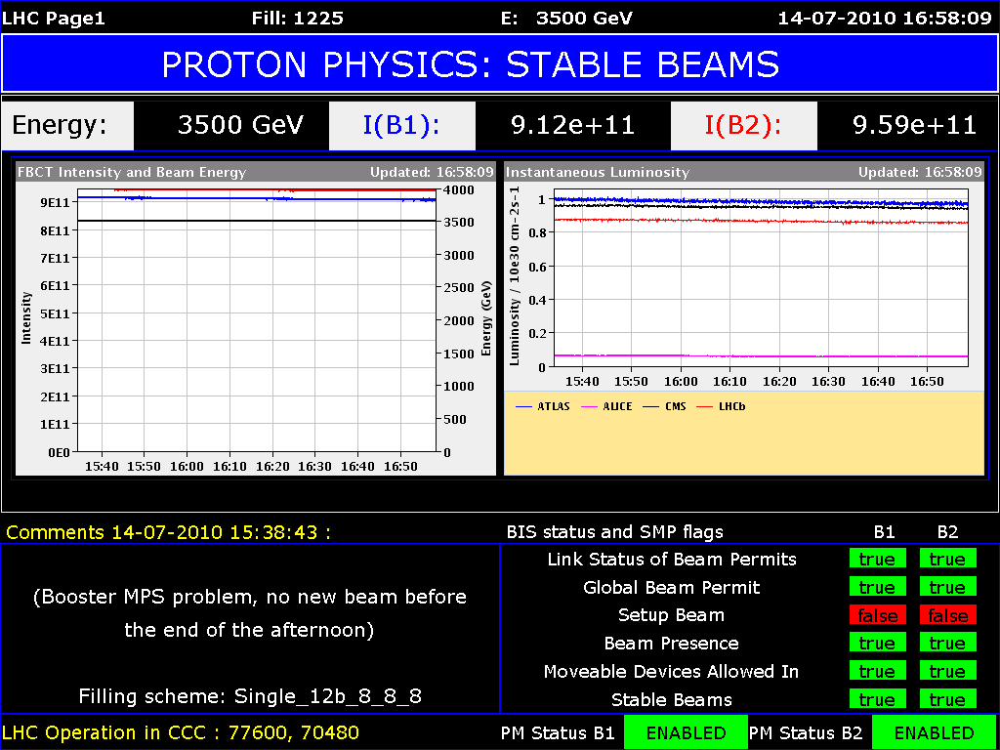 LHC Page1 Fill: 1225 E: 3500 GeV 14-07-2010 16:58:09
PROTON PHYSICS: STABLE BEAMS
Energy: 3500 GeV I(B1): 9.12e+11 I(B2): 9.59e+11
FBCT Intensity and Beam Energy Updated: 16:58:09
9E11
8E11
7E11
6E11
5E11
4E11
3E11
2E11
1E11
0E0
Intensity
4000
3500
3000
2500
2000
1500
1000
500
0
Energy (GeV)
15:40 15:50 16:00 16:10 16:20 16:30 16:40 16:50
Instantaneous Luminosity Updated: 16:58:09
Luminosity / 10e30 cm-2s-1
1
0.8
0.6
0.4
0.2
0
15:40 15:50 16:00 16:10 16:20 16:30 16:40 16:50
ATLAS ALICE CMS LHCb
Comments 14-07-2010 15:38:43 :
(Booster MPS problem, no new beam before
the end of the afternoon)
Filling scheme: Single_12b_8_8_8
BIS status and SMP flags B1 B2
Link Status of Beam Permits true true
Global Beam Permit true true
Setup Beam false false
Beam Presence true true
Moveable Devices Allowed In true true
Stable Beams true true
LHC Operation in CCC : 77600, 70480 PM Status B1 ENABLED PM Status B2 ENABLED